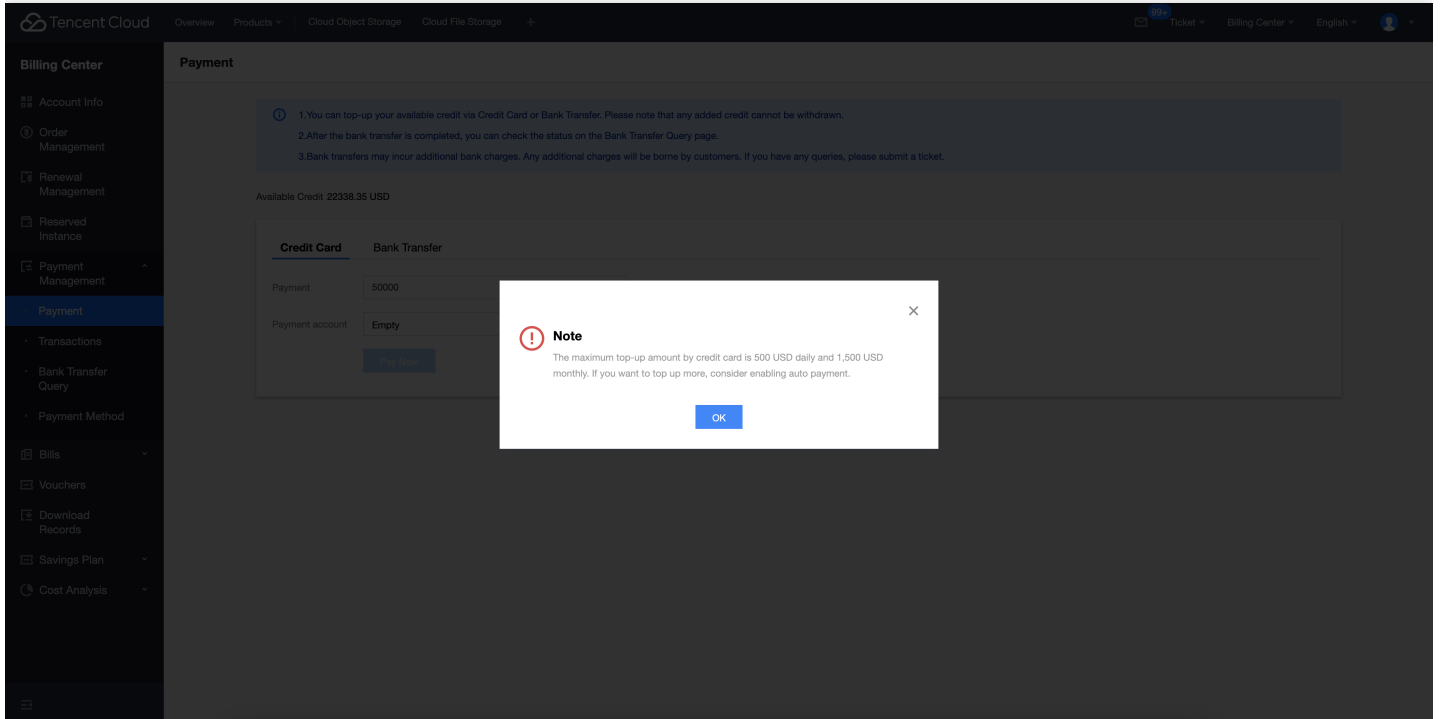 Tencent Cloud
Overview
Products
Cloud Object Storage
Cloud File Storage
+
99+
Ticket
Billing Center
English
Billing Center
Account Info
Order
Management
Renewal
Management
Reserved
Instance
Payment
Management
Payment
Transactions
Bank Transfer
Query
Payment Method
Bills
Vouchers
Download
Records
Savings Plan
Cost Analysis
Payment
1.You can top-up your available credit via Credit Card or Bank Transfer. Please note that any added credit cannot be withdrawn.
2.After the bank transfer is completed, you can check the status on the Bank Transfer Query page.
3.Bank transfers may incur additional bank charges. Any additional charges will be borne by customers. If you have any queries, please submit a ticket.
Available Credit 22338.35 USD
Credit Card
Bank Transfer
Payment
50000
Payment account
Empty
Pay Now
Note
The maximum top-up amount by credit card is 500 USD daily and 1,500 USD
monthly. If you want to top up more, consider enabling auto payment.
OK